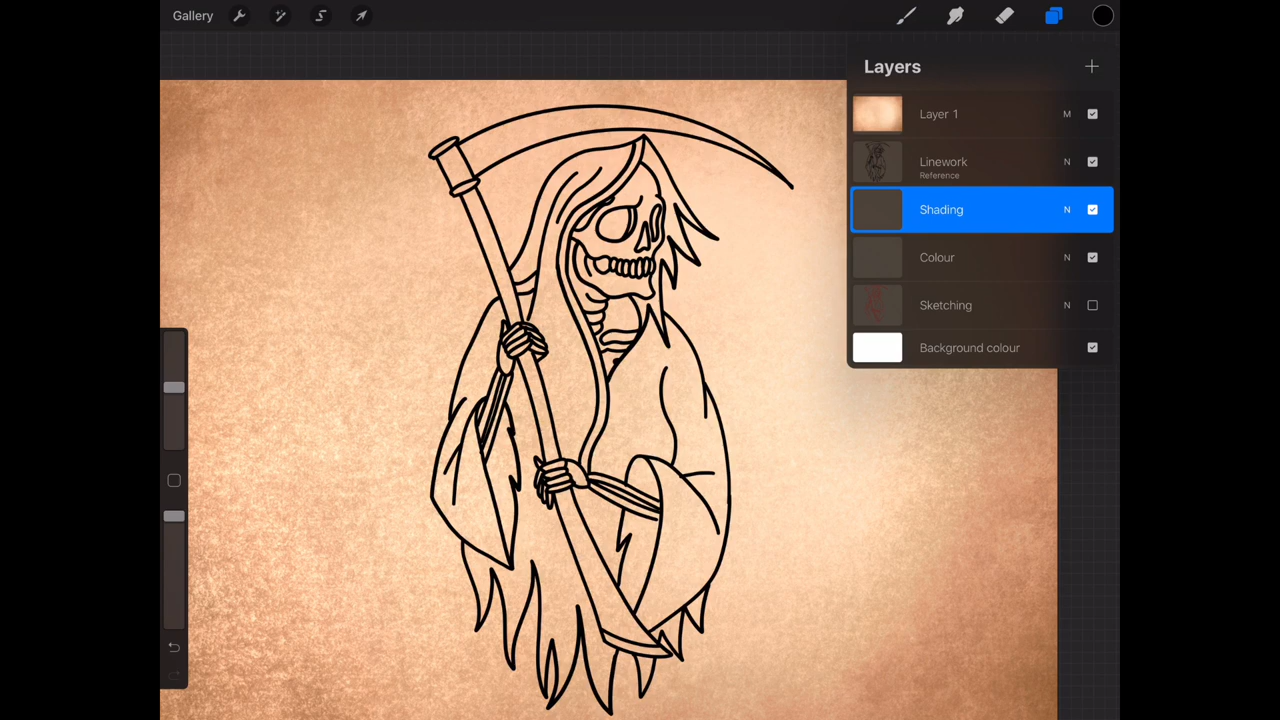 Gallery
Layers
Layer 1 M
Linework N
Reference
Shading N
Colour N
Sketching N
Background colour